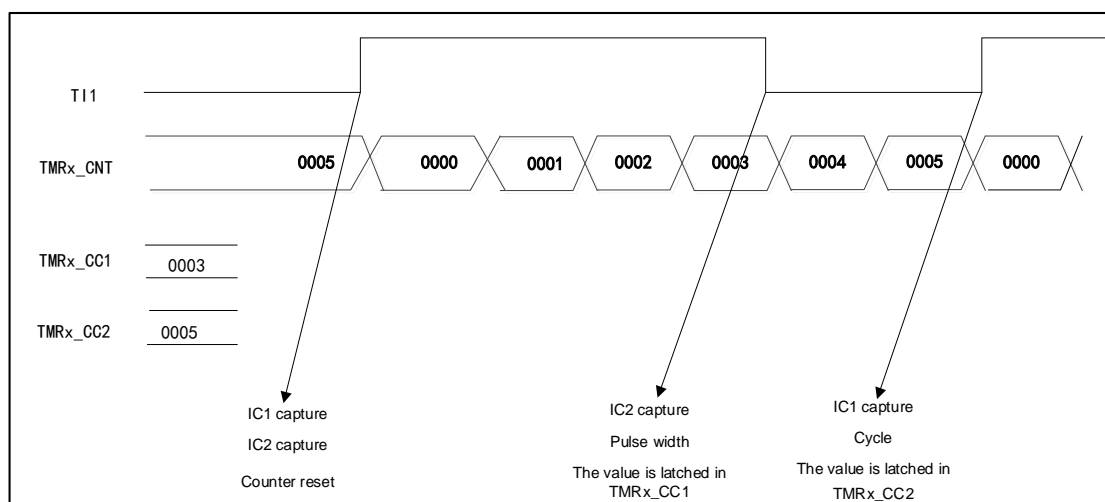 TI1
TMRx_CNT
0005
0000
0001
0002
0003
0004
0005
0000
TMRx_CC1
0003
TMRx_CC2
0005
IC1 capture
IC2 capture
Counter reset
IC2 capture
Pulse width
The value is latched in
TMRx_CC1
IC1 capture
Cycle
The value is latched in
TMRx_CC2